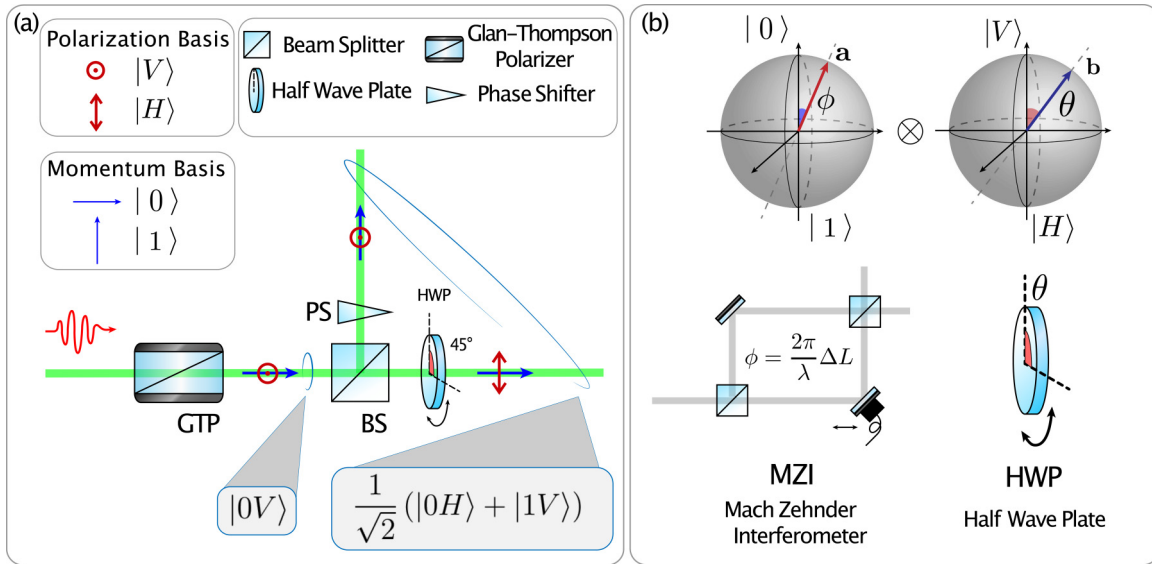 (a)
Polarization Basis
|V⟩
|H⟩
Beam Splitter
Half Wave Plate
Glan-Thompson
Polarizer
Phase Shifter
Momentum Basis
| 0 ⟩
| 1 ⟩
PS
HWP
45°
GTP
BS
|0V⟩
1/√2 (|0H⟩ + |1V⟩)
(b)
| 0 ⟩
a
ϕ
| 1 ⟩
⊗
|V⟩
b
θ
|H⟩
ϕ = 2π/λ ΔL
MZI
Mach Zehnder
Interferometer
θ
HWP
Half Wave Plate